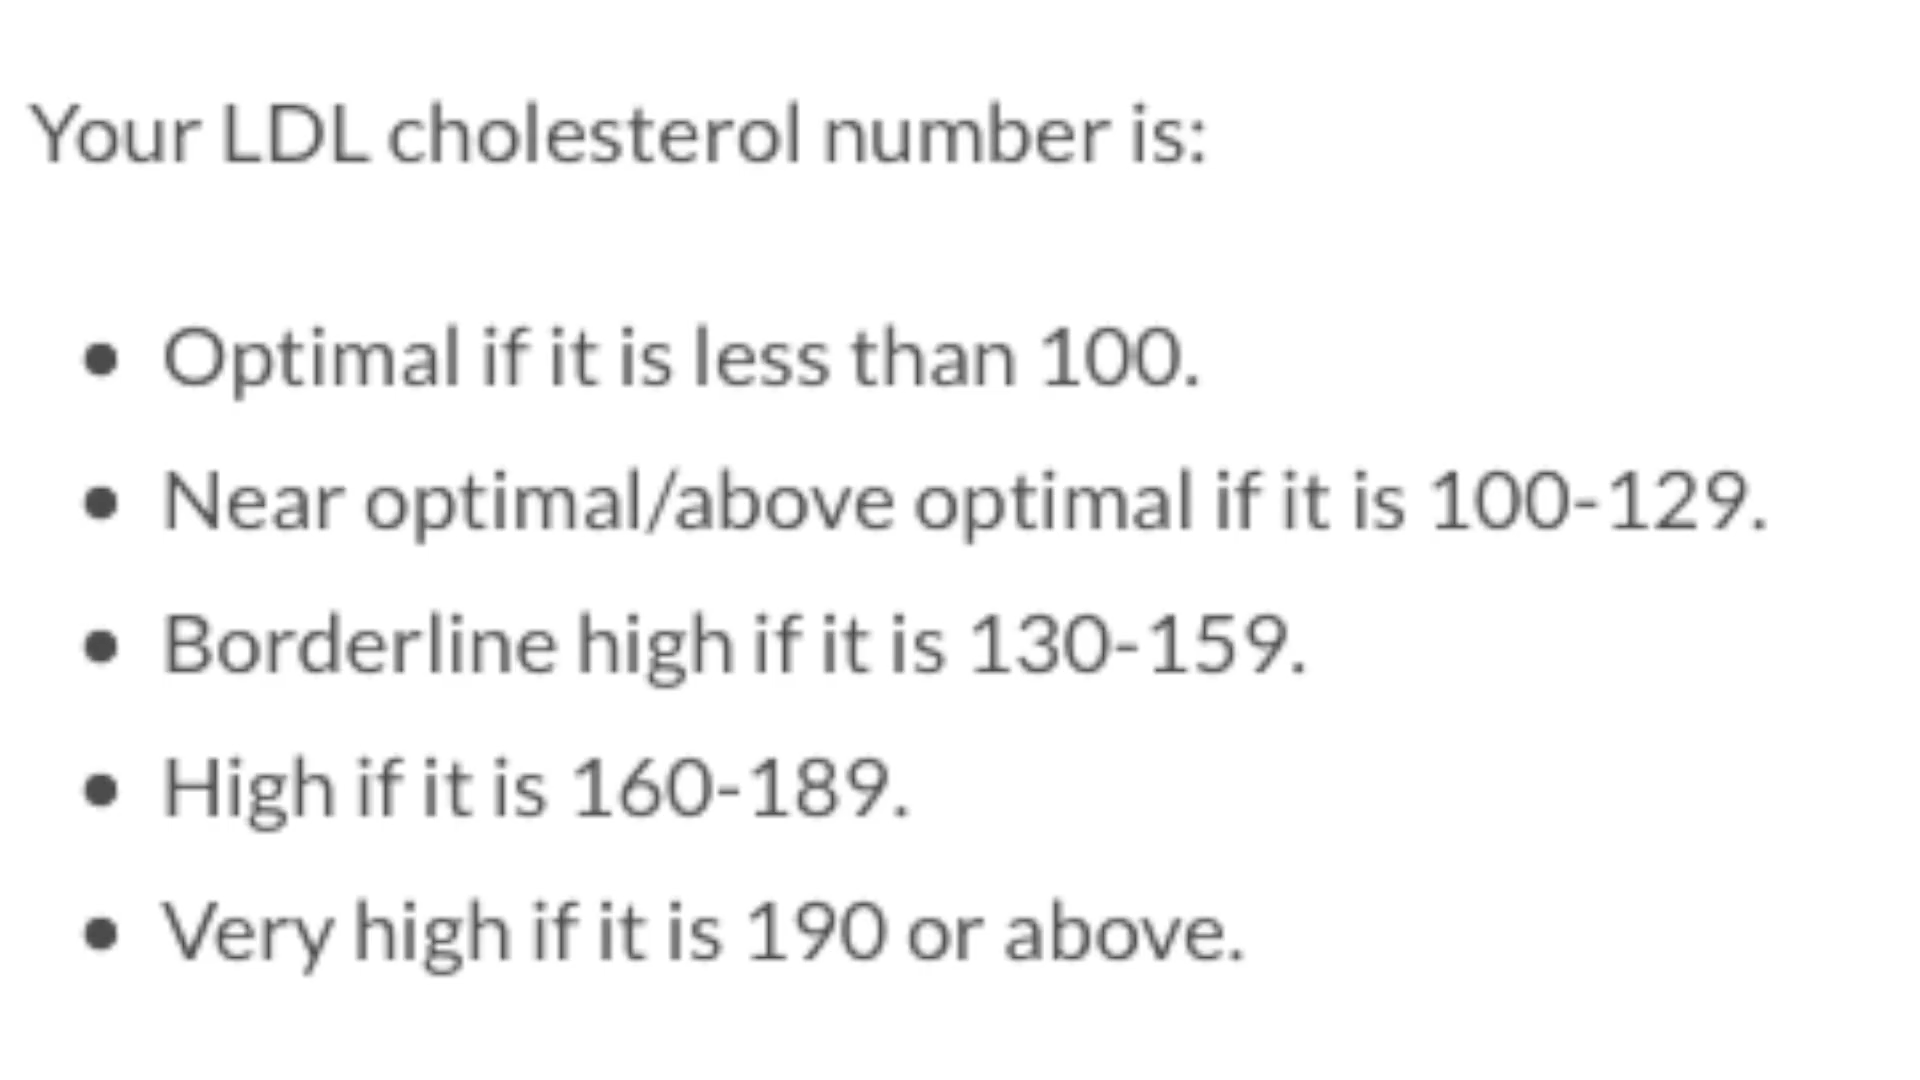 Your LDL cholesterol number is:
• Optimal if it is less than 100.
• Near optimal/above optimal if it is 100-129.
• Borderline high if it is 130-159.
• High if it is 160-189.
• Very high if it is 190 or above.